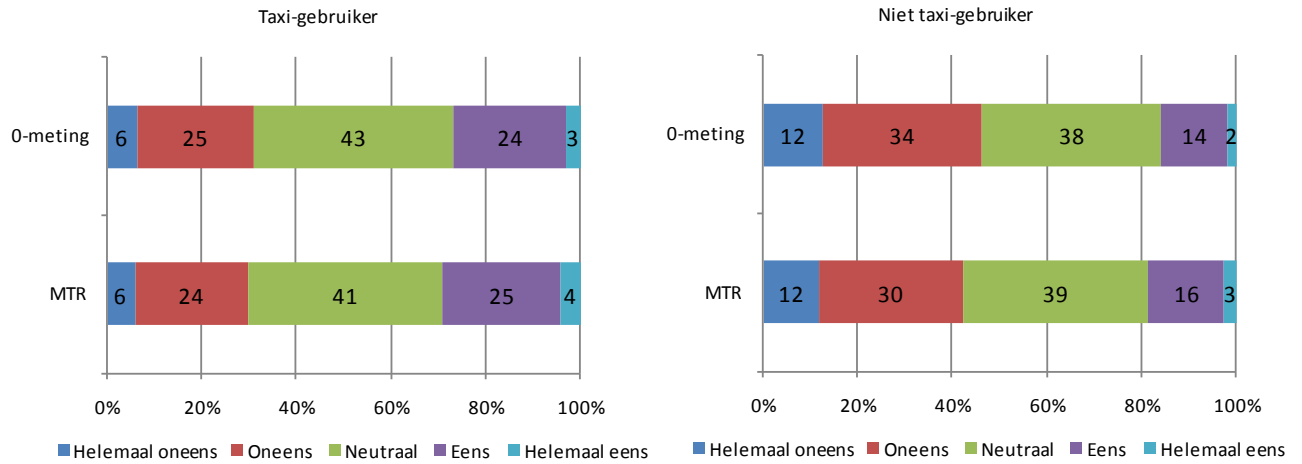 Taxi-gebruiker
0-meting 6 25 43 24 3
MTR 6 24 41 25 4
0% 20% 40% 60% 80% 100%
Helemaal oneens Oneens Neutraal Eens Helemaal eens
Niet taxi-gebruiker
0-meting 12 34 38 14 2
MTR 12 30 39 16 3
0% 20% 40% 60% 80% 100%
Helemaal oneens Oneens Neutraal Eens Helemaal eens